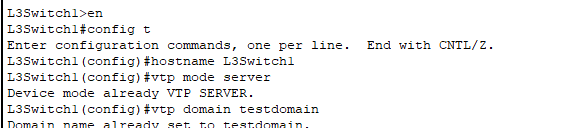 L3Switch1>en
L3Switch1#config t
Enter configuration commands, one per line.  End with CNTL/Z.
L3Switch1(config)#hostname L3Switch1
L3Switch1(config)#vtp mode server
Device mode already VTP SERVER.
L3Switch1(config)#vtp domain testdomain
Domain name already set to testdomain.